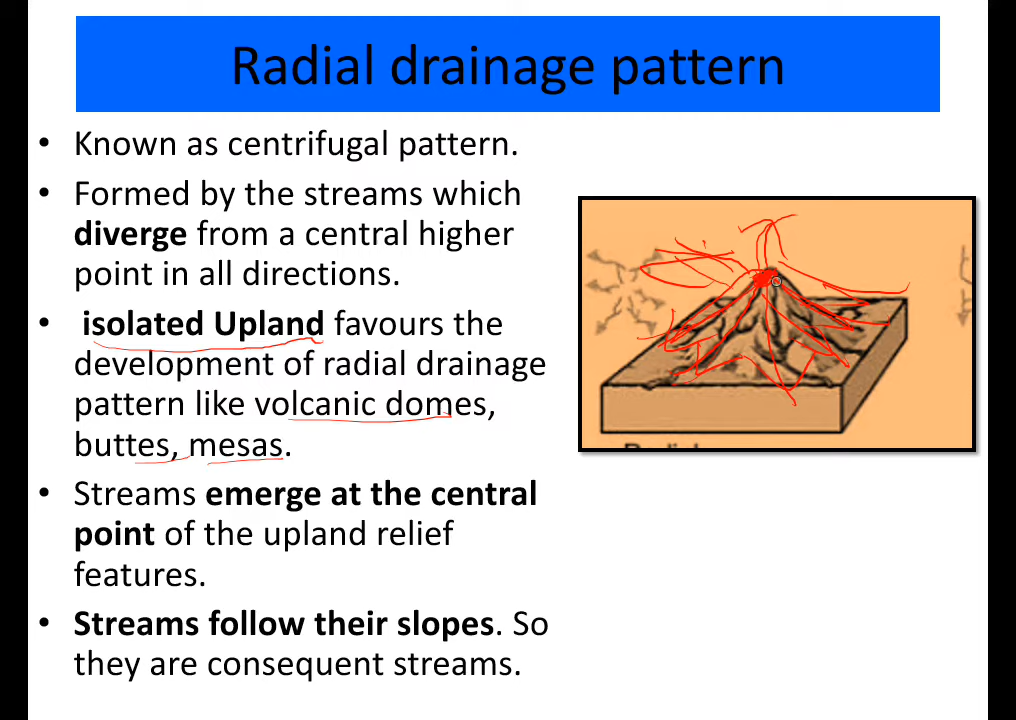 Radial drainage pattern
• Known as centrifugal pattern.
• Formed by the streams which
diverge from a central higher
point in all directions.
• isolated Upland favours the
development of radial drainage
pattern like volcanic domes,
buttes, mesas.
• Streams emerge at the central
point of the upland relief
features.
• Streams follow their slopes. So
they are consequent streams.